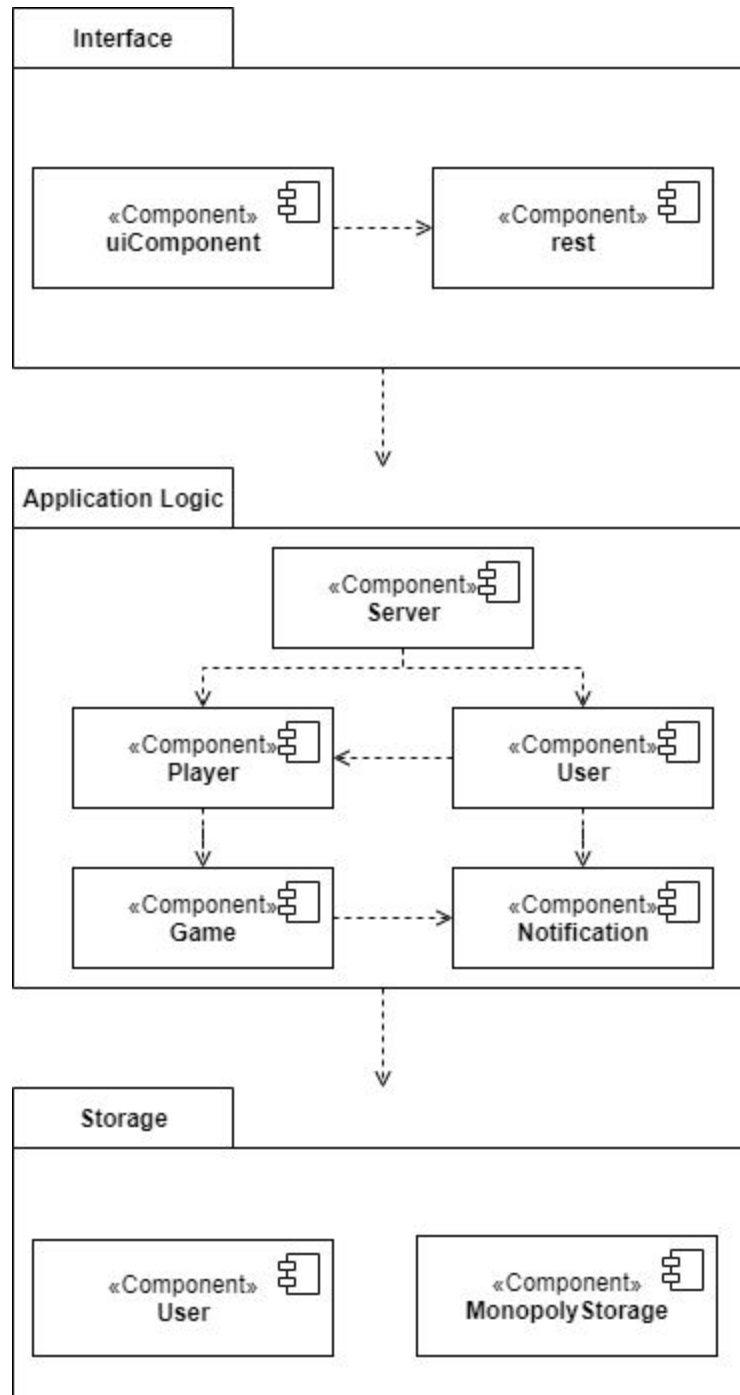 Interface
«Component»
uiComponent
«Component»
rest
Application Logic
«Component»
Server
«Component»
Player
«Component»
User
«Component»
Game
«Component»
Notification
Storage
«Component»
User
«Component»
MonopolyStorage